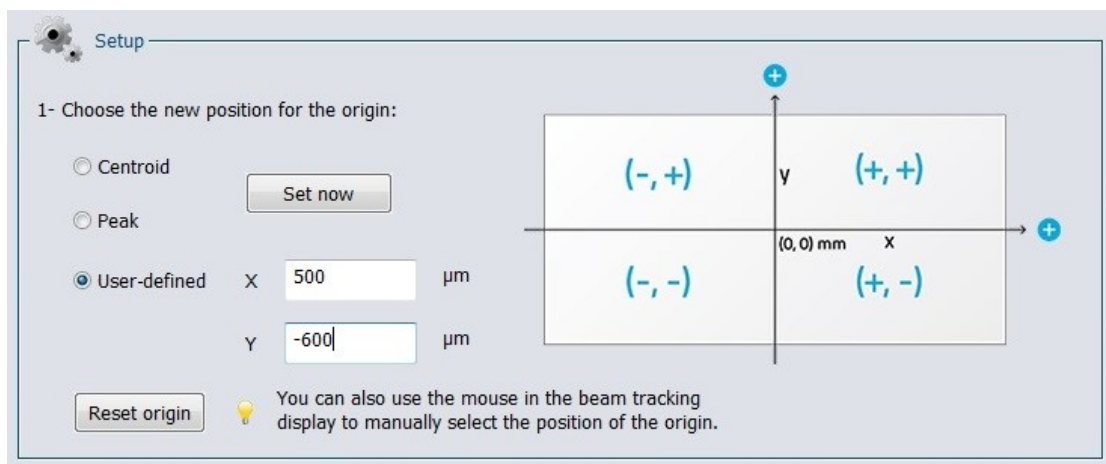 Setup
1- Choose the new position for the origin:
Centroid
Set now
Peak
User-defined X 500 µm
Y -600 µm
Reset origin
You can also use the mouse in the beam tracking
display to manually select the position of the origin.
+
(-, +) y (+, +)
(0, 0) mm x +
(-, -) (+, -)